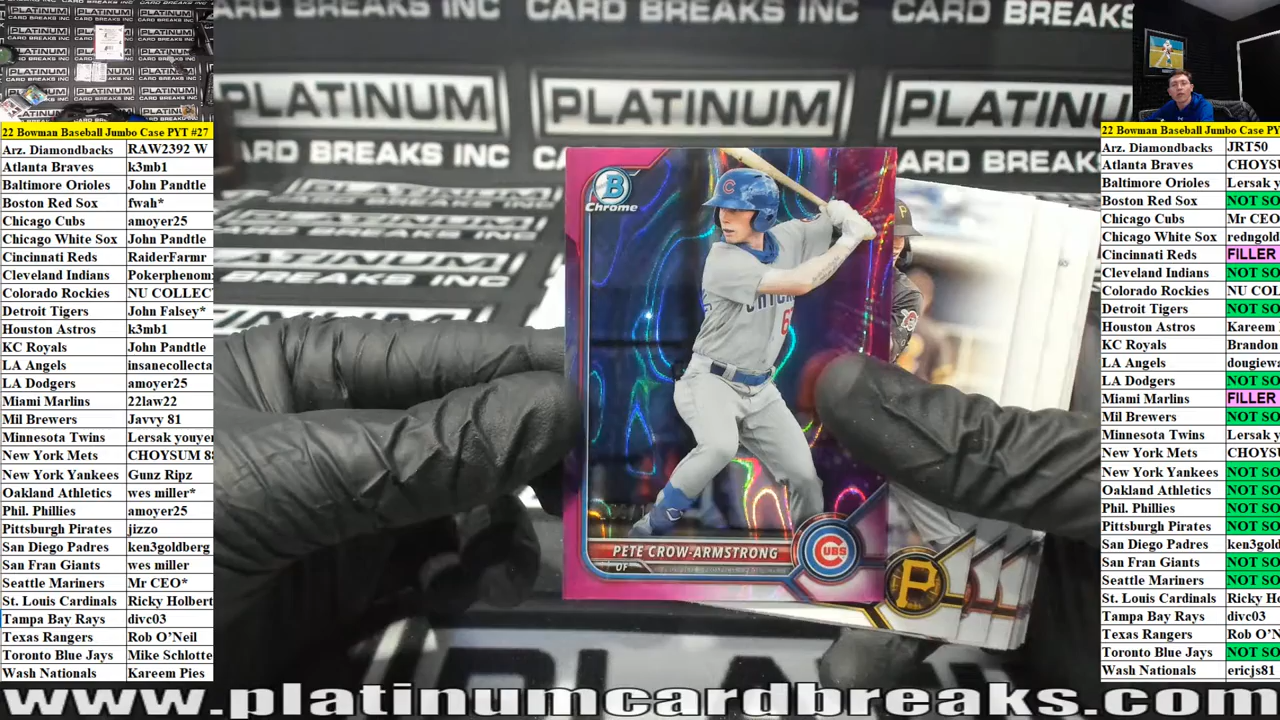 PLATINUM
CARD BREAKS INC
22 Bowman Baseball Jumbo Case PYT #27
Arz. Diamondbacks RAW2392 W
Atlanta Braves k3mb1
Baltimore Orioles John Pandtle
Boston Red Sox fwah*
Chicago Cubs amoyer25
Chicago White Sox John Pandtle
Cincinnati Reds RaiderFarmr
Cleveland Indians Pokerphenom
Colorado Rockies NU COLLEC
Detroit Tigers John Falsey*
Houston Astros k3mb1
KC Royals John Pandtle
LA Angels insanecollecta
LA Dodgers amoyer25
Miami Marlins 22law22
Mil Brewers Javvy 81
Minnesota Twins Lersak youyer
New York Mets CHOYSUM 88
New York Yankees Gunz Ripz
Oakland Athletics wes miller*
Phil. Phillies amoyer25
Pittsburgh Pirates jizzo
San Diego Padres ken3goldberg
San Fran Giants wes miller
Seattle Mariners Mr CEO*
St. Louis Cardinals Ricky Holbert
Tampa Bay Rays divc03
Texas Rangers Rob O'Neil
Toronto Blue Jays Mike Schlotte
Wash Nationals Kareem Pies
B
Chrome
C
CHICAGO
PETE CROW-ARMSTRONG
OF
CUBS
P
22 Bowman Baseball Jumbo Case PY
Arz. Diamondbacks JRT50
Atlanta Braves CHOYSU
Baltimore Orioles Lersak y
Boston Red Sox NOT SO
Chicago Cubs Mr CEO
Chicago White Sox redngold
Cincinnati Reds FILLER
Cleveland Indians NOT SO
Colorado Rockies NU COL
Detroit Tigers NOT SO
Houston Astros Kareem
KC Royals Brandon
LA Angels dougiewa
LA Dodgers NOT SO
Miami Marlins FILLER
Mil Brewers NOT SO
Minnesota Twins Lersak y
New York Mets CHOYSU
New York Yankees NOT SO
Oakland Athletics NOT SO
Phil. Phillies NOT SO
Pittsburgh Pirates NOT SO
San Diego Padres ken3gold
San Fran Giants NOT SO
Seattle Mariners NOT SO
St. Louis Cardinals Ricky Ho
Tampa Bay Rays divc03
Texas Rangers Rob O'N
Toronto Blue Jays NOT SO
Wash Nationals ericjs81
www.platinumcardbreaks.com